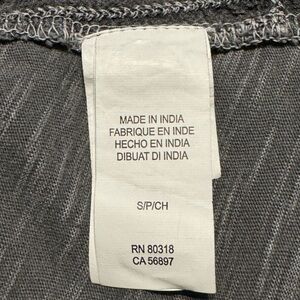 MADE IN INDIA
FABRIQUE EN INDE
HECHO EN INDIA
DIBUAT DI INDIA
S/P/CH
RN 80318
CA 56897